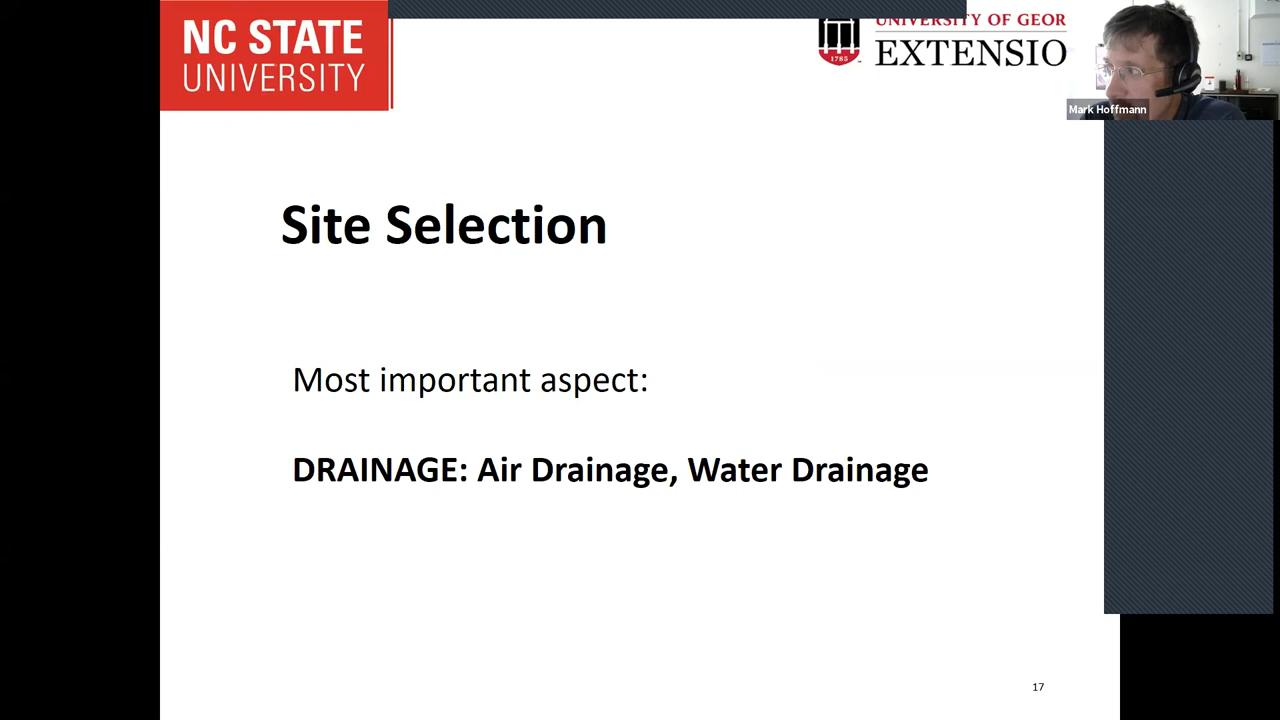 NC STATE
UNIVERSITY
UNIVERSITY OF GEOR
EXTENSIO
1785
Mark Hoffmann
Site Selection
Most important aspect:
DRAINAGE: Air Drainage, Water Drainage
17